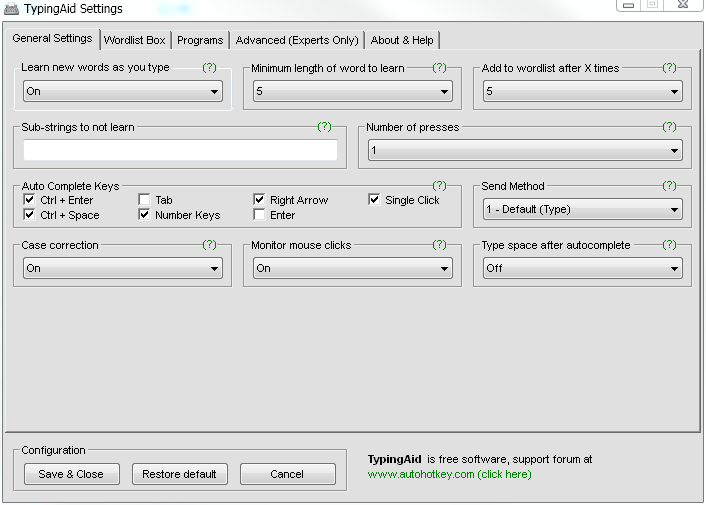 TypingAid Settings
General Settings Wordlist Box Programs Advanced (Experts Only) About & Help
Learn new words as you type (?) Minimum length of word to learn (?) Add to wordlist after X times (?)
On 5 5
Sub-strings to not learn (?) Number of presses (?)
1
Auto Complete Keys (?) Send Method (?)
Ctrl + Enter Tab Right Arrow Single Click 1 - Default (Type)
Ctrl + Space Number Keys Enter
Case correction (?) Monitor mouse clicks (?) Type space after autocomplete (?)
On On Off
Configuration
TypingAid is free software, support forum at
Save & Close Restore default Cancel www.autohotkey.com (click here)